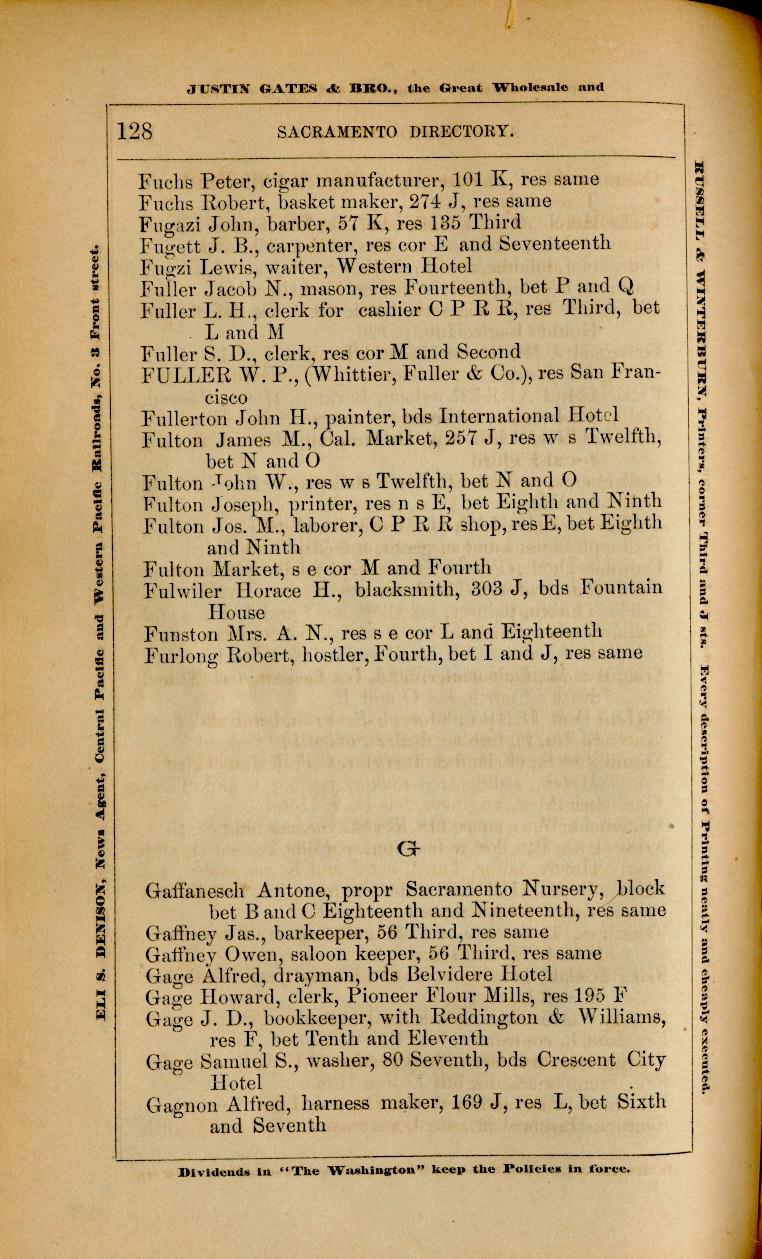 JUSTIN GATES & BRO., the Great Wholesale and
128 SACRAMENTO DIRECTORY.
Fuchs Peter, cigar manufacturer, 101 K, res same
Fuchs Robert, basket maker, 274 J, res same
Fugazi John, barber, 57 K, res 135 Third
Fugett J. B., carpenter, res cor E and Seventeenth
Fugzi Lewis, waiter, Western Hotel
Fuller Jacob N., mason, res Fourteenth, bet P and Q
Fuller L. H., clerk for cashier C P R R, res Third, bet
L and M
Fuller S. D., clerk, res cor M and Second
FULLER W. P., (Whittier, Fuller & Co.), res San Fran-
cisco
Fullerton John H., painter, bds International Hotel
Fulton James M., Cal. Market, 257 J, res w s Twelfth,
bet N and O
Fulton John W., res w s Twelfth, bet N and O
Fulton Joseph, printer, res n s E, bet Eighth and Ninth
Fulton Jos. M., laborer, C P R R shop, res E, bet Eighth
and Ninth
Fulton Market, s e cor M and Fourth
Fulwiler Horace H., blacksmith, 303 J, bds Fountain
House
Funston Mrs. A. N., res s e cor L and Eighteenth
Furlong Robert, hostler, Fourth, bet I and J, res same
G
Gaffanesch Antone, propr Sacramento Nursery, block
bet B and C Eighteenth and Nineteenth, res same
Gaffney Jas., barkeeper, 56 Third, res same
Gaffney Owen, saloon keeper, 56 Third, res same
Gage Alfred, drayman, bds Belvidere Hotel
Gage Howard, clerk, Pioneer Flour Mills, res 195 F
Gage J. D., bookkeeper, with Reddington & Williams,
res F, bet Tenth and Eleventh
Gage Samuel S., washer, 80 Seventh, bds Crescent City
Hotel
Gagnon Alfred, harness maker, 169 J, res L, bet Sixth
and Seventh
Dividends in "The Washington" keep the Policies in force.
ELI S. DENISON, News Agent, Central Pacific and Western Pacific Railroads, No. 3 Front street.
RUSSELL & WINTERBURN, Printers, corner Third and J sts. Every description of Printing neatly and cheaply executed.